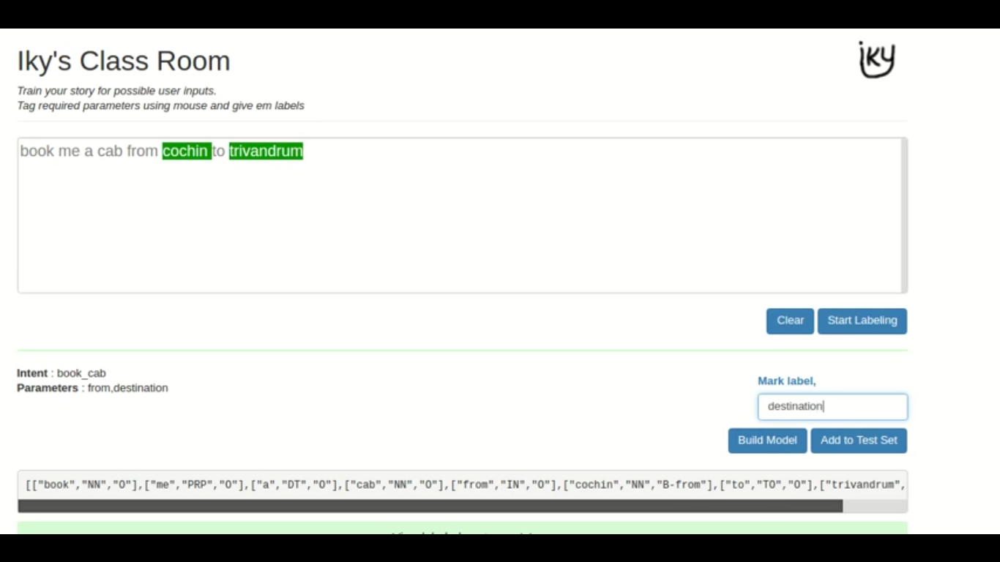 Iky's Class Room
iky
Train your story for possible user inputs.
Tag required parameters using mouse and give em labels
book me a cab from cochin to trivandrum
Clear
Start Labeling
Intent : book_cab
Parameters : from,destination
Mark label,
destination
Build Model
Add to Test Set
[["book","NN","O"],["me","PRP","O"],["a","DT","O"],["cab","NN","O"],["from","IN","O"],["cochin","NN","B-from"],["to","TO","O"],["trivandrum",